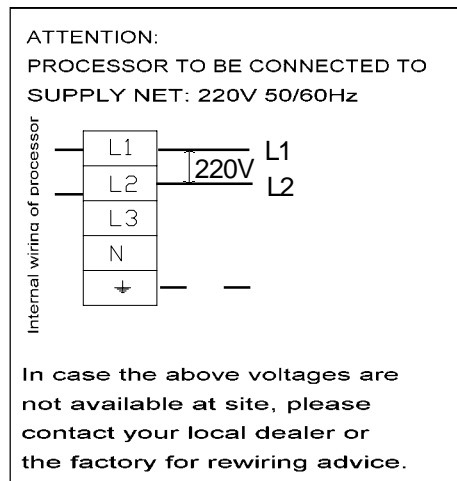 ATTENTION:
PROCESSOR TO BE CONNECTED TO
SUPPLY NET: 220V 50/60Hz
Internal wiring of processor
L1
L2
L3
N
220V
L1
L2
In case the above voltages are
not available at site, please
contact your local dealer or
the factory for rewiring advice.